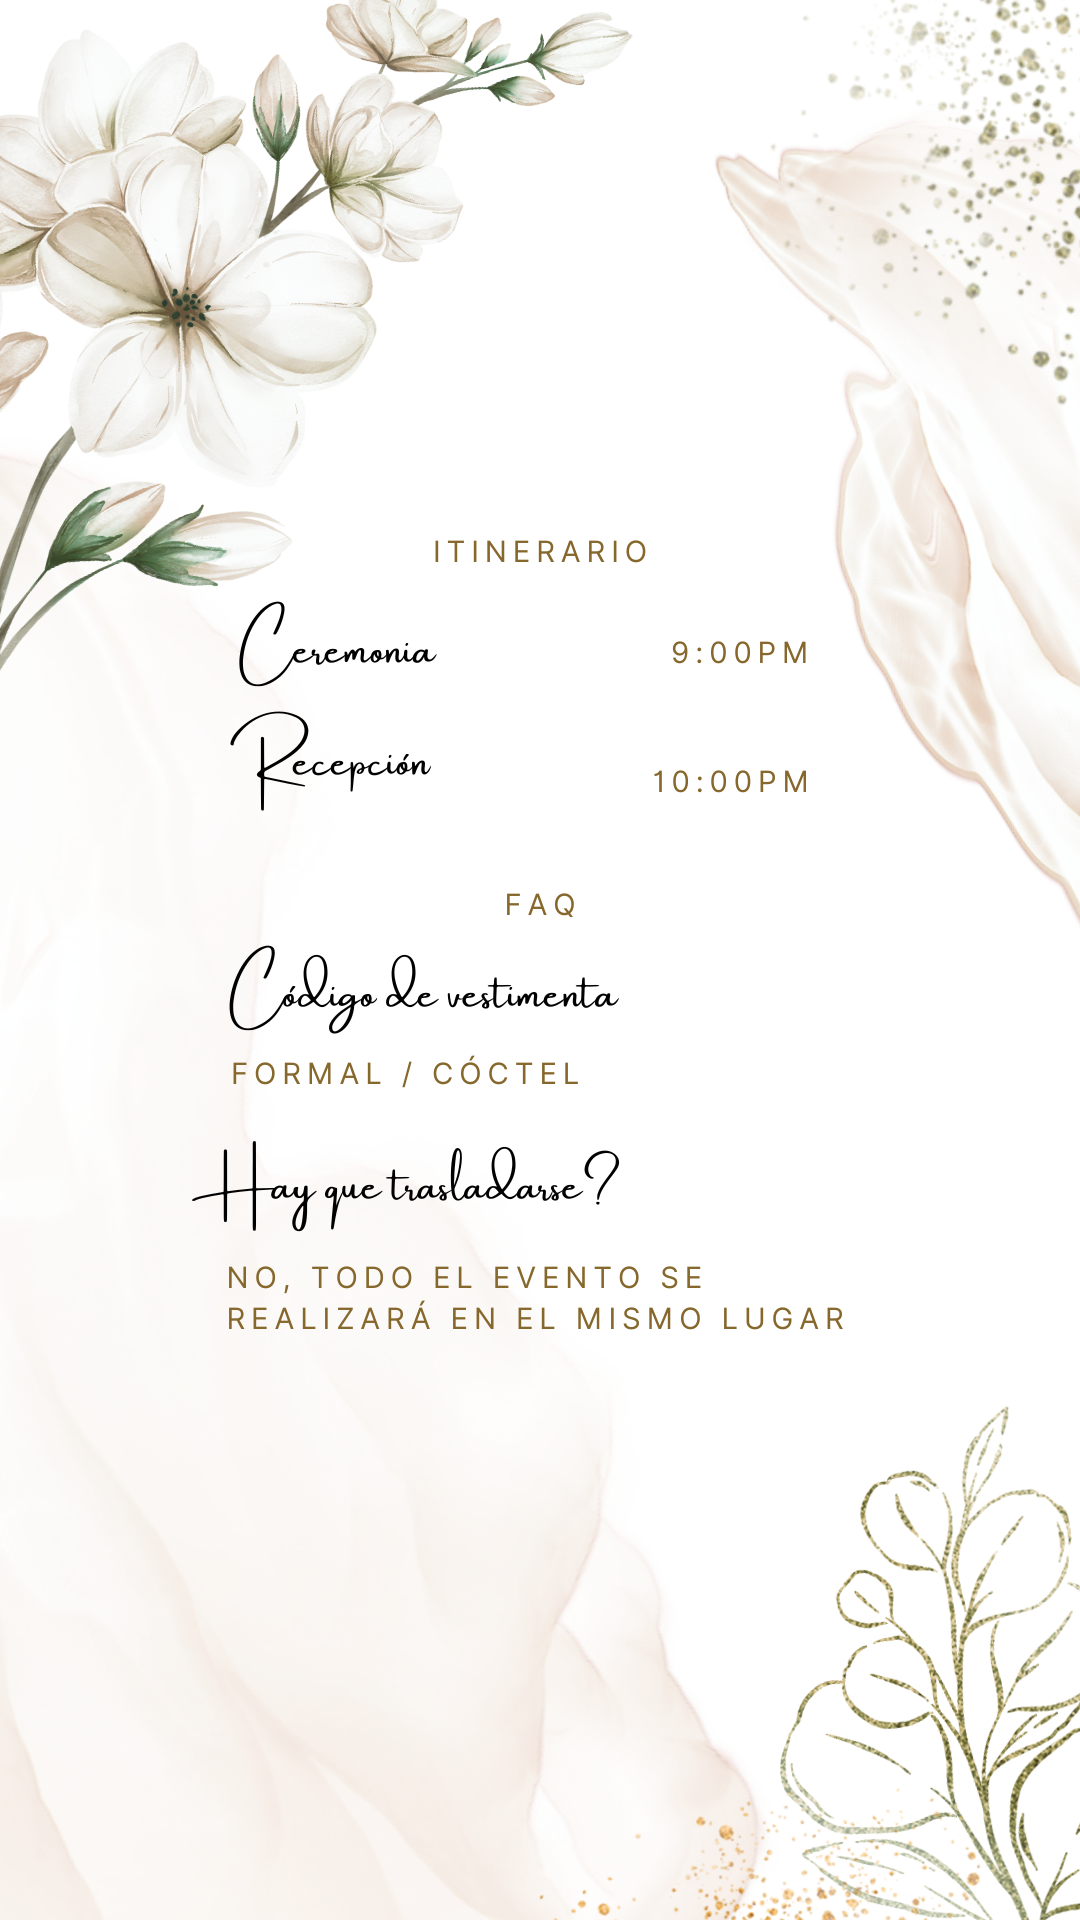 ITINERARIO
Ceremonia 9:00PM
Recepción 10:00PM
FAQ
Código de vestimenta
FORMAL / CÓCTEL
Hay que trasladarse?
NO, TODO EL EVENTO SE
REALIZARÁ EN EL MISMO LUGAR